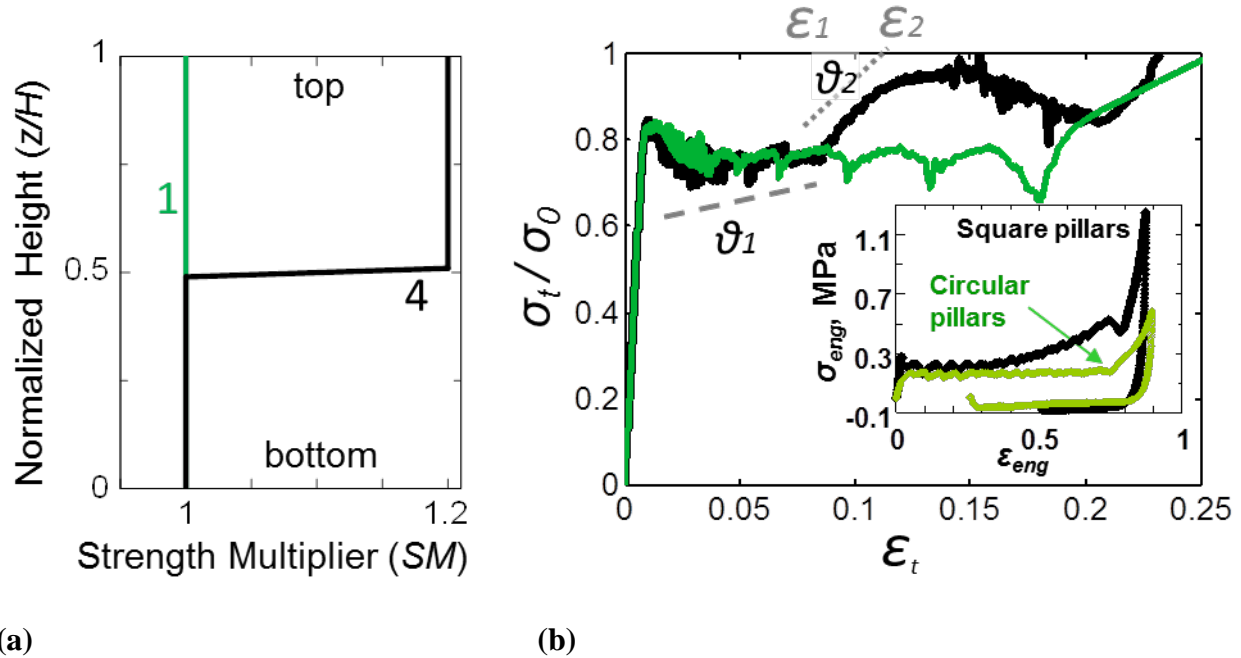 Normalized Height (z/H)
1
0.5
0
top
1
4
bottom
1
1.2
Strength Multiplier (SM)
(a)
ε1 ε2
ϑ2
ϑ1
σt / σ0
1
0.8
0.6
0.4
0.2
0
0
0.05
0.1
0.15
0.2
0.25
εt
Square pillars
Circular
pillars
σeng, MPa
1.1
0.7
0.3
-0.1
0
0.5
1
εeng
(b)